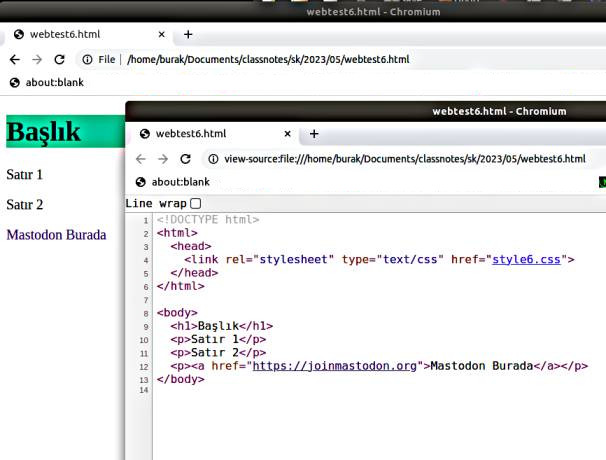 webtest6.html - Chromium
webtest6.html
File | /home/burak/Documents/classnotes/sk/2023/05/webtest6.html
about:blank
Başlık
Satır 1
Satır 2
Mastodon Burada
webtest6.html - Chromium
webtest6.html
view-source:file:///home/burak/Documents/classnotes/sk/2023/05/webtest6.html
about:blank
Line wrap
1 <!DOCTYPE html>
2 <html>
3 <head>
4 <link rel="stylesheet" type="text/css" href="style6.css">
5 </head>
6 </html>
7
8 <body>
9 <h1>Başlık</h1>
10 <p>Satır 1</p>
11 <p>Satır 2</p>
12 <p><a href="https://joinmastodon.org">Mastodon Burada</a></p>
13 </body>
14